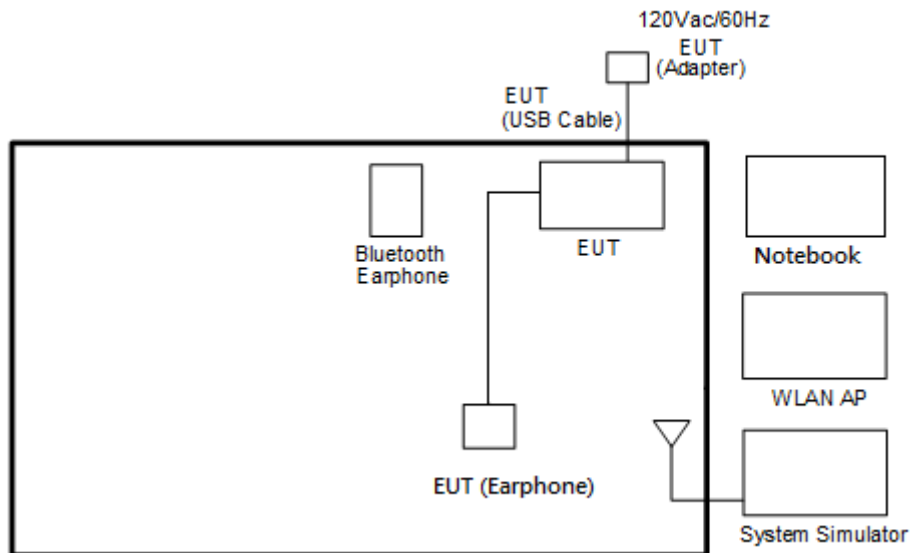 120Vac/60Hz
EUT
(Adapter)
EUT
(USB Cable)
Bluetooth
Earphone
EUT
Notebook
WLAN AP
EUT (Earphone)
System Simulator